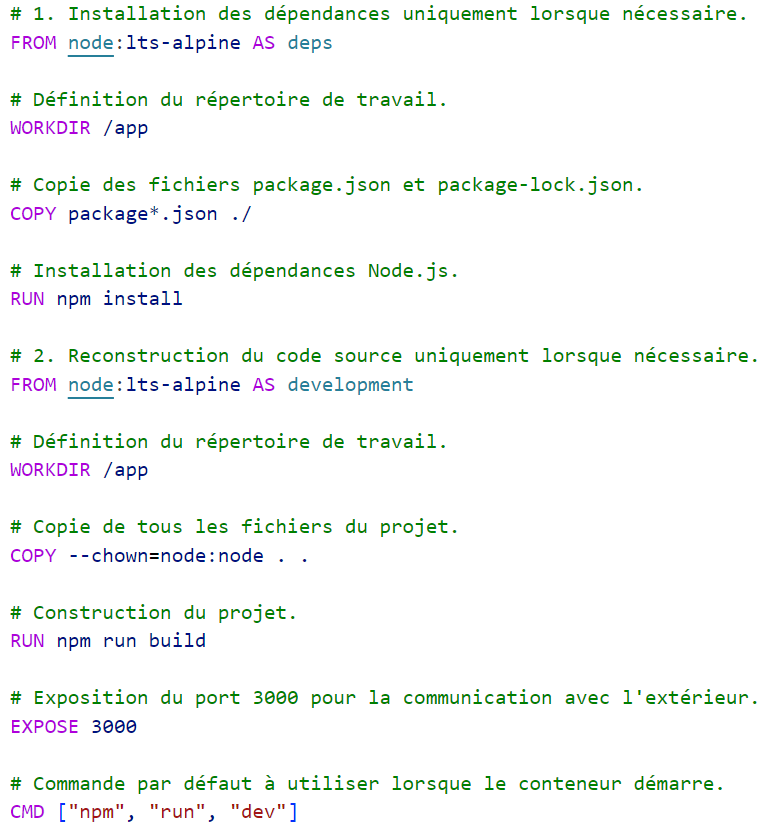 # 1. Installation des dépendances uniquement lorsque nécessaire.
FROM node:lts-alpine AS deps
# Définition du répertoire de travail.
WORKDIR /app
# Copie des fichiers package.json et package-lock.json.
COPY package*.json ./
# Installation des dépendances Node.js.
RUN npm install
# 2. Reconstruction du code source uniquement lorsque nécessaire.
FROM node:lts-alpine AS development
# Définition du répertoire de travail.
WORKDIR /app
# Copie de tous les fichiers du projet.
COPY --chown=node:node . .
# Construction du projet.
RUN npm run build
# Exposition du port 3000 pour la communication avec l'extérieur.
EXPOSE 3000
# Commande par défaut à utiliser lorsque le conteneur démarre.
CMD ["npm", "run", "dev"]